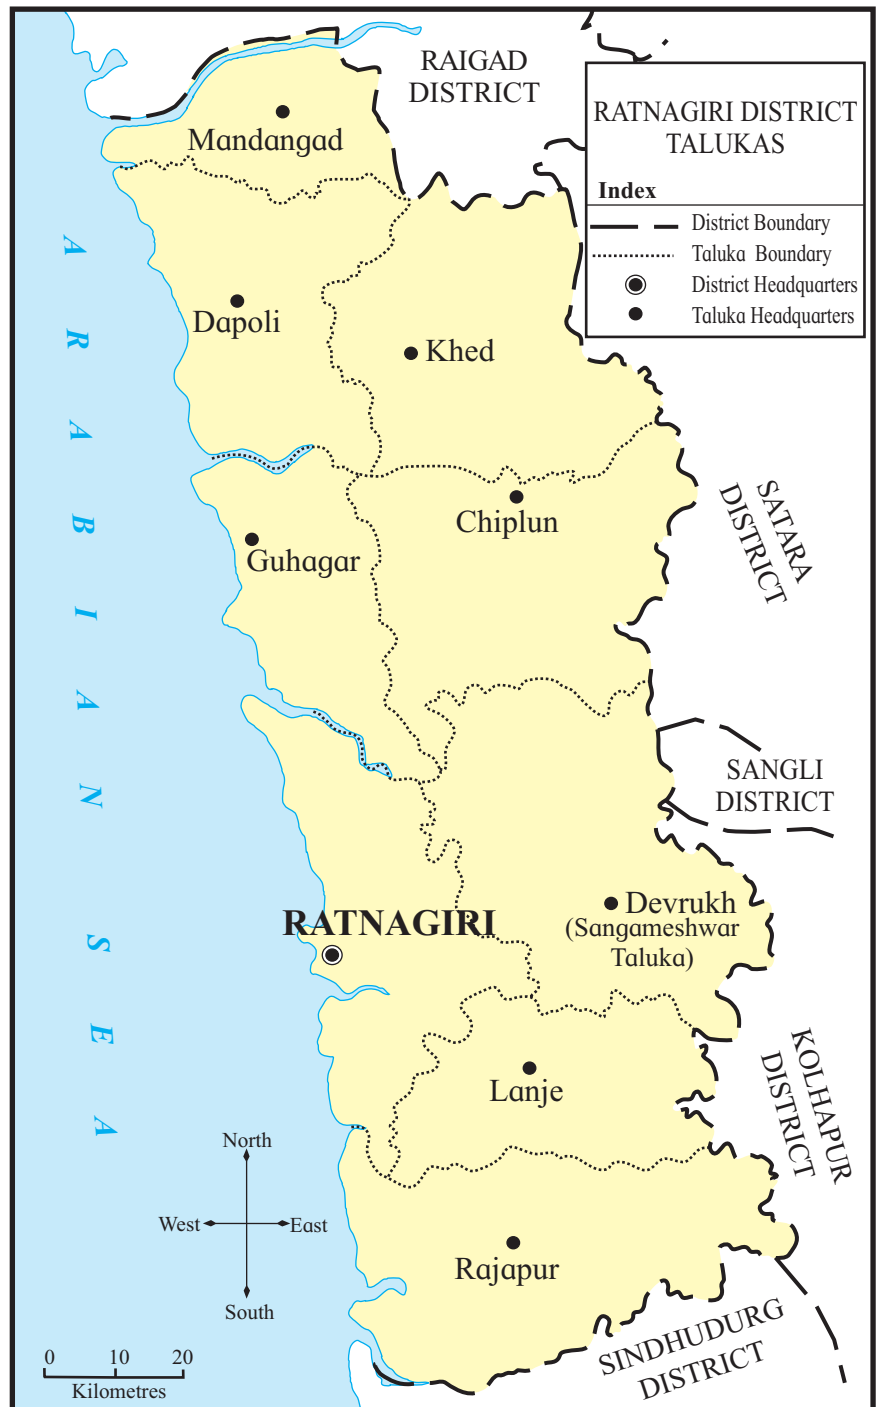 RAIGAD
DISTRICT
RATNAGIRI DISTRICT
TALUKAS
Index
District Boundary
Taluka Boundary
District Headquarters
Taluka Headquarters
Mandangad
Dapoli
Khed
Chiplun
Guhagar
SATARA
DISTRICT
SANGLI
DISTRICT
ARABIAN SEA
RATNAGIRI
Devrukh
(Sangameshwar
Taluka)
Lanje
KOLHAPUR
DISTRICT
Rajapur
SINDHUDURG
DISTRICT
North
West
East
South
0 10 20
Kilometres